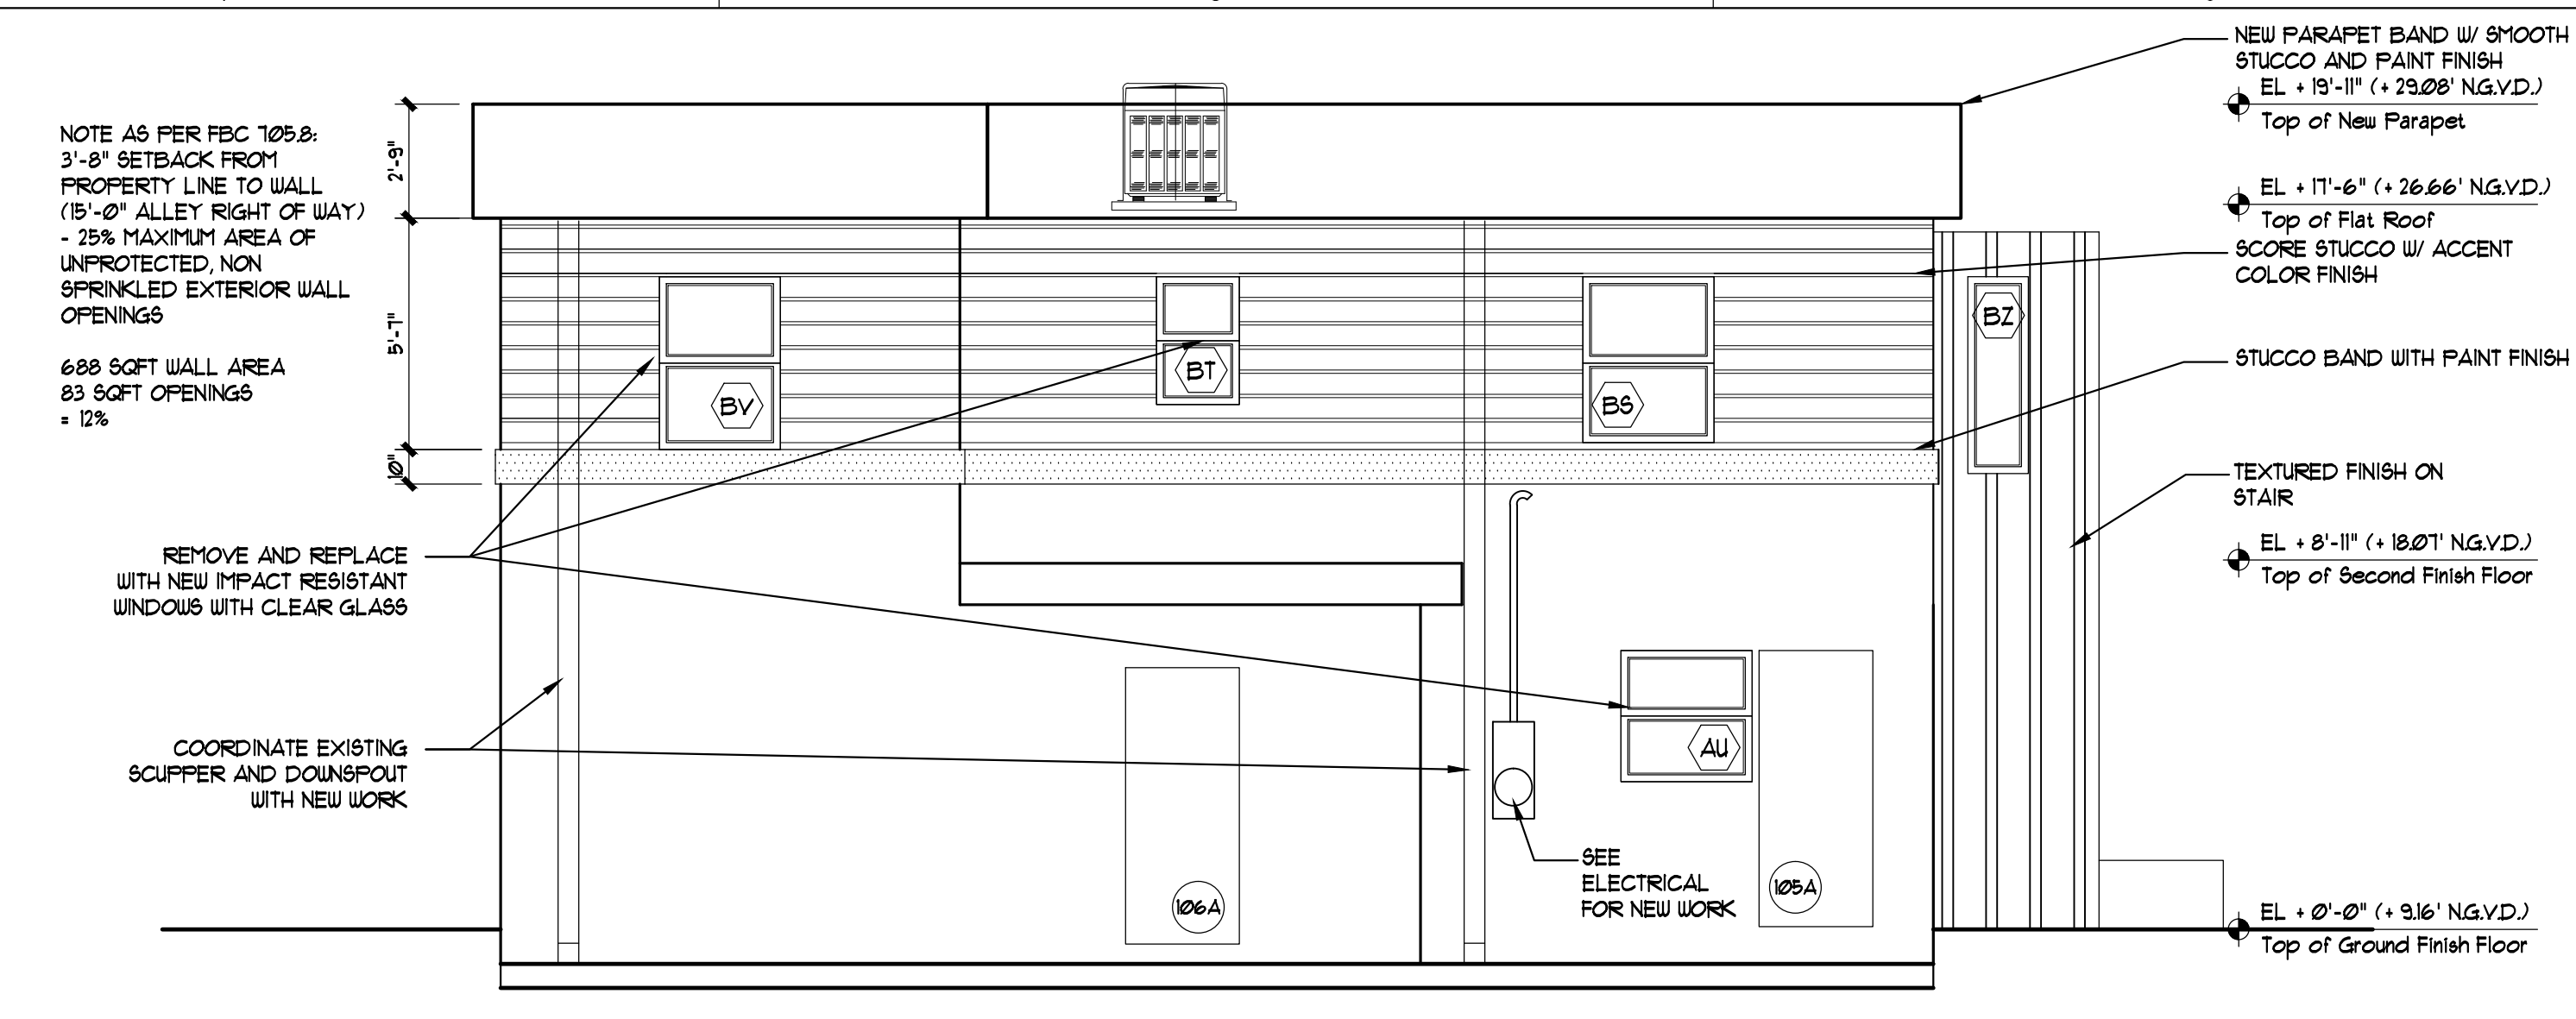 NOTE AS PER FBC 705.8:
3'-8" SETBACK FROM
PROPERTY LINE TO WALL
(15'-0" ALLEY RIGHT OF WAY)
- 25% MAXIMUM AREA OF
UNPROTECTED, NON
SPRINKLED EXTERIOR WALL
OPENINGS
688 SQFT WALL AREA
83 SQFT OPENINGS
= 12%
2'-9"
5'-7"
10"
REMOVE AND REPLACE
WITH NEW IMPACT RESISTANT
WINDOWS WITH CLEAR GLASS
COORDINATE EXISTING
SCUPPER AND DOWNSPOUT
WITH NEW WORK
BV
BT
BS
BZ
AU
106A
105A
SEE
ELECTRICAL
FOR NEW WORK
NEW PARAPET BAND W/ SMOOTH
STUCCO AND PAINT FINISH
EL + 19'-11" (+ 29.08' N.G.V.D.)
Top of New Parapet
EL + 17'-6" (+ 26.66' N.G.V.D.)
Top of Flat Roof
SCORE STUCCO W/ ACCENT
COLOR FINISH
STUCCO BAND WITH PAINT FINISH
TEXTURED FINISH ON
STAIR
EL + 8'-11" (+ 18.07' N.G.V.D.)
Top of Second Finish Floor
EL + 0'-0" (+ 9.16' N.G.V.D.)
Top of Ground Finish Floor